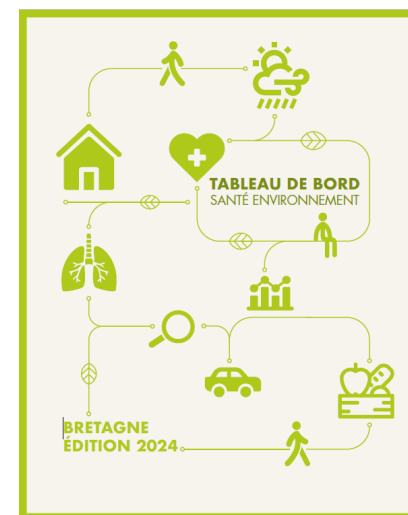 TABLEAU DE BORD
SANTÉ ENVIRONNEMENT
BRETAGNE
ÉDITION 2024